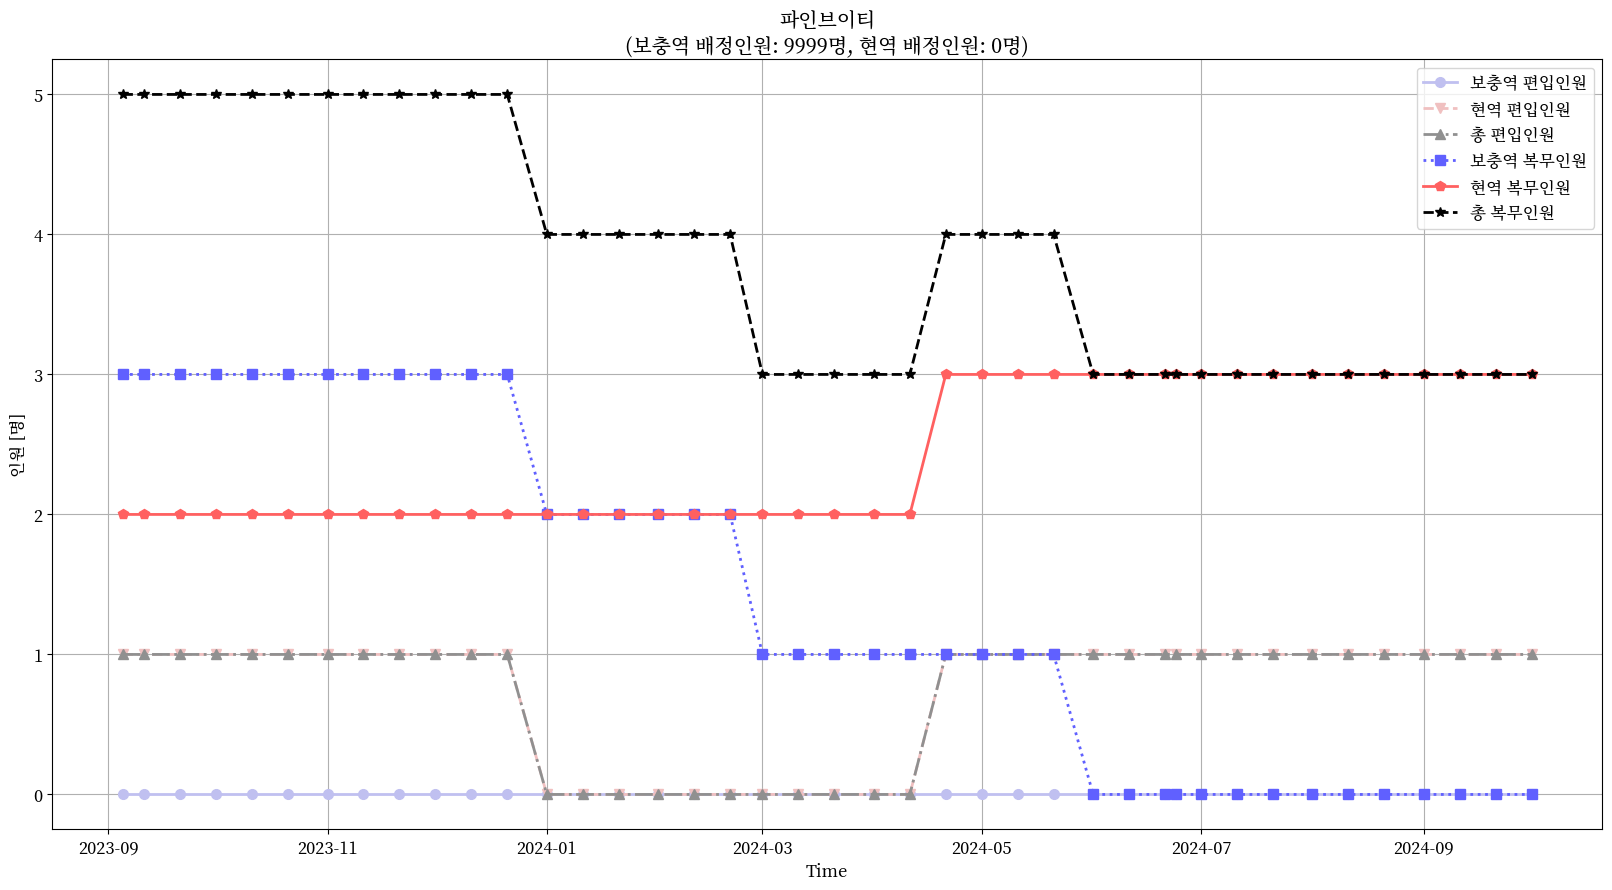 파인브이티
(보충역 배정인원: 9999명, 현역 배정인원: 0명)
보충역 편입인원
현역 편입인원
총 편입인원
보충역 복무인원
현역 복무인원
총 복무인원
인원 [명]
5
4
3
2
1
0
2023-09
2023-11
2024-01
2024-03
2024-05
2024-07
2024-09
Time